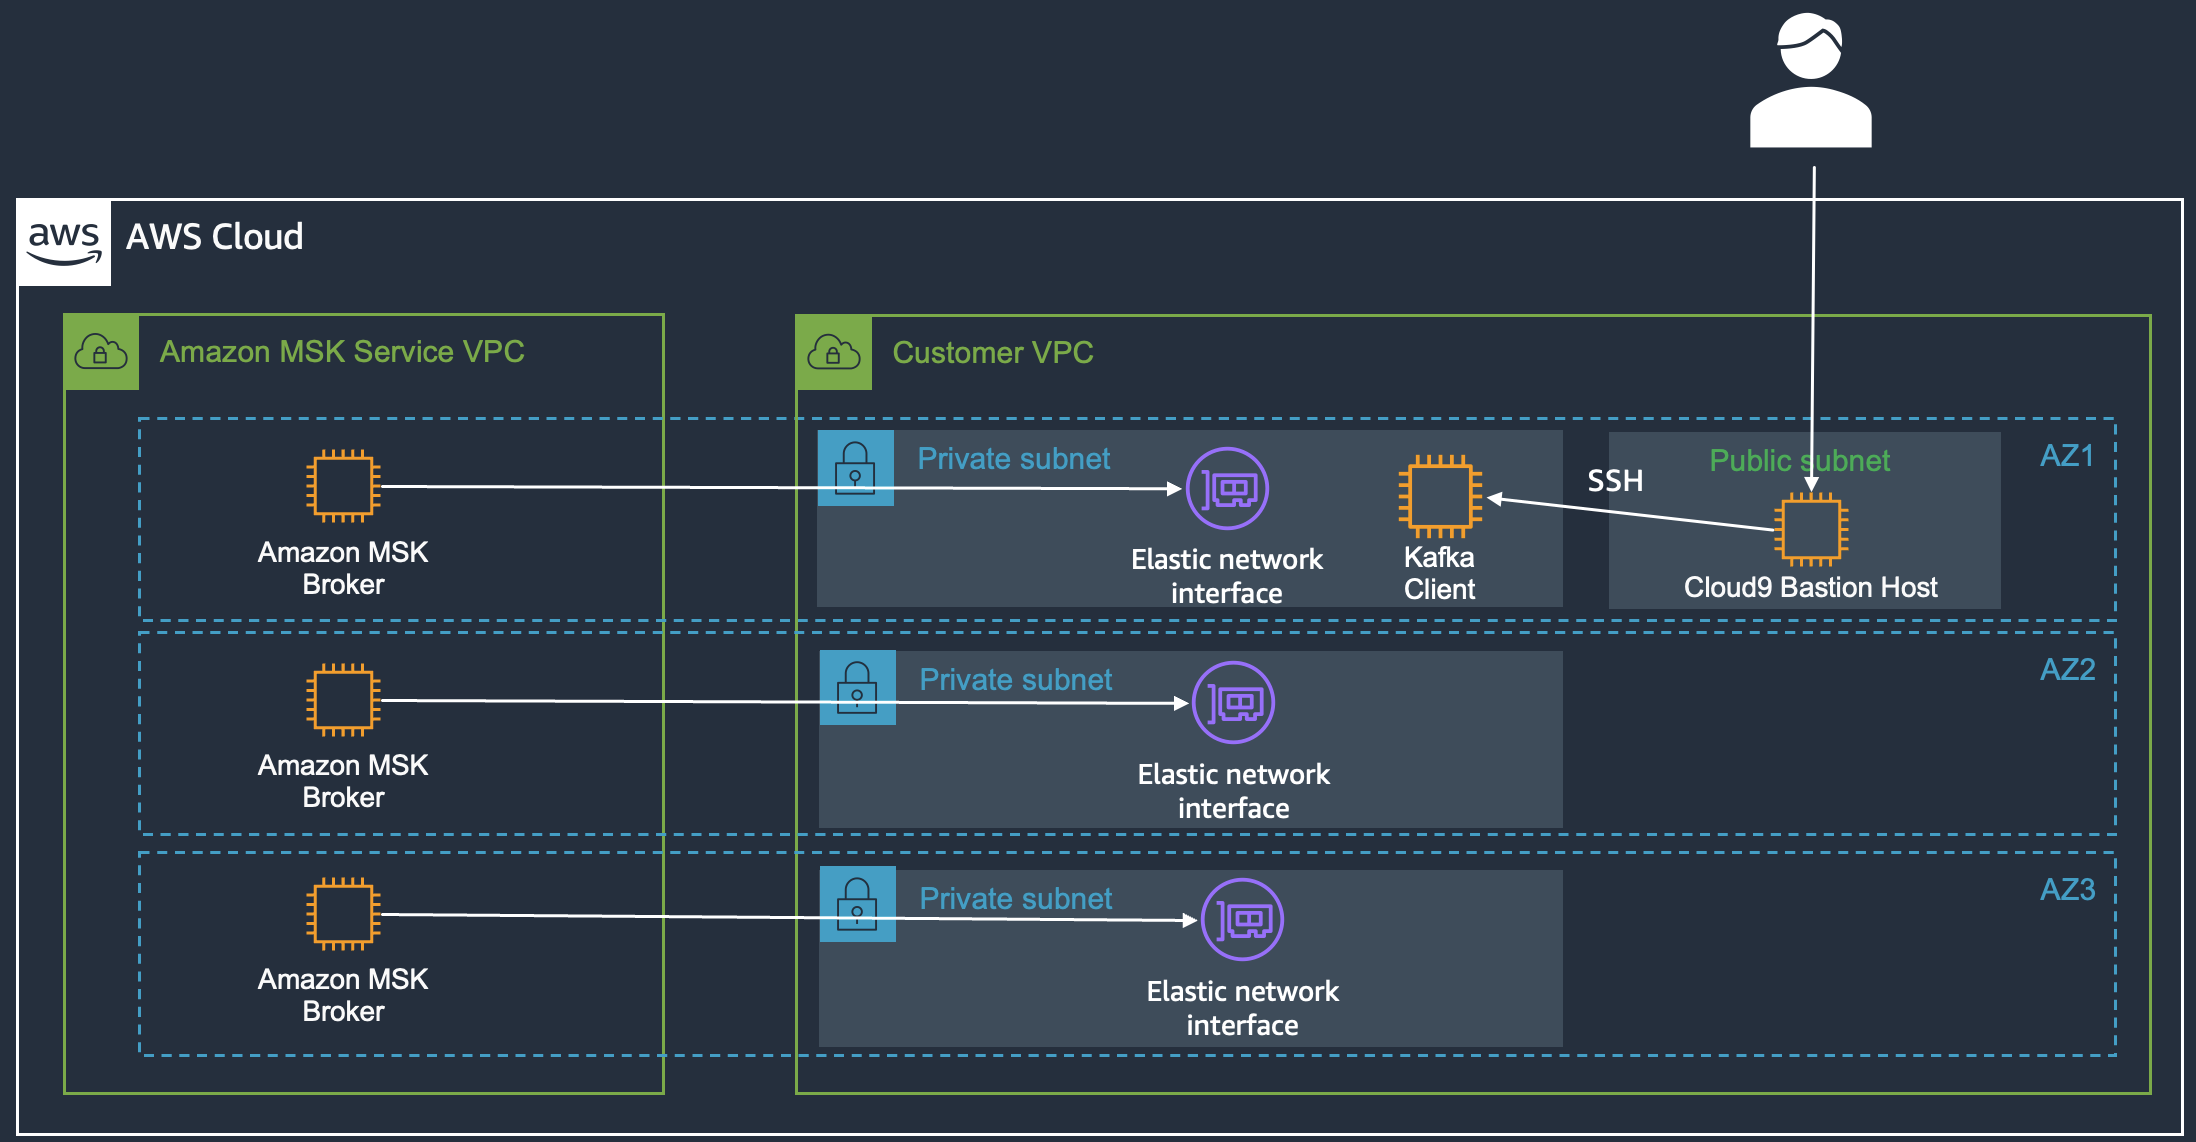 aws
AWS Cloud
Amazon MSK Service VPC
Customer VPC
Private subnet
Public subnet
AZ1
SSH
Amazon MSK
Broker
Elastic network
interface
Kafka
Client
Cloud9 Bastion Host
Private subnet
AZ2
Amazon MSK
Broker
Elastic network
interface
Private subnet
AZ3
Amazon MSK
Broker
Elastic network
interface